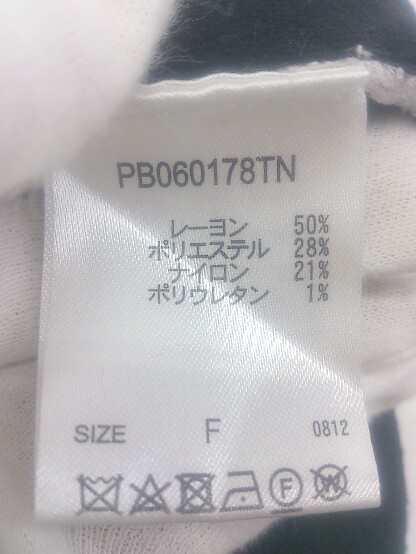 PB060178TN
レーヨン 50%
ポリエステル 28%
ナイロン 21%
ポリウレタン 1%
SIZE F 0812
F W